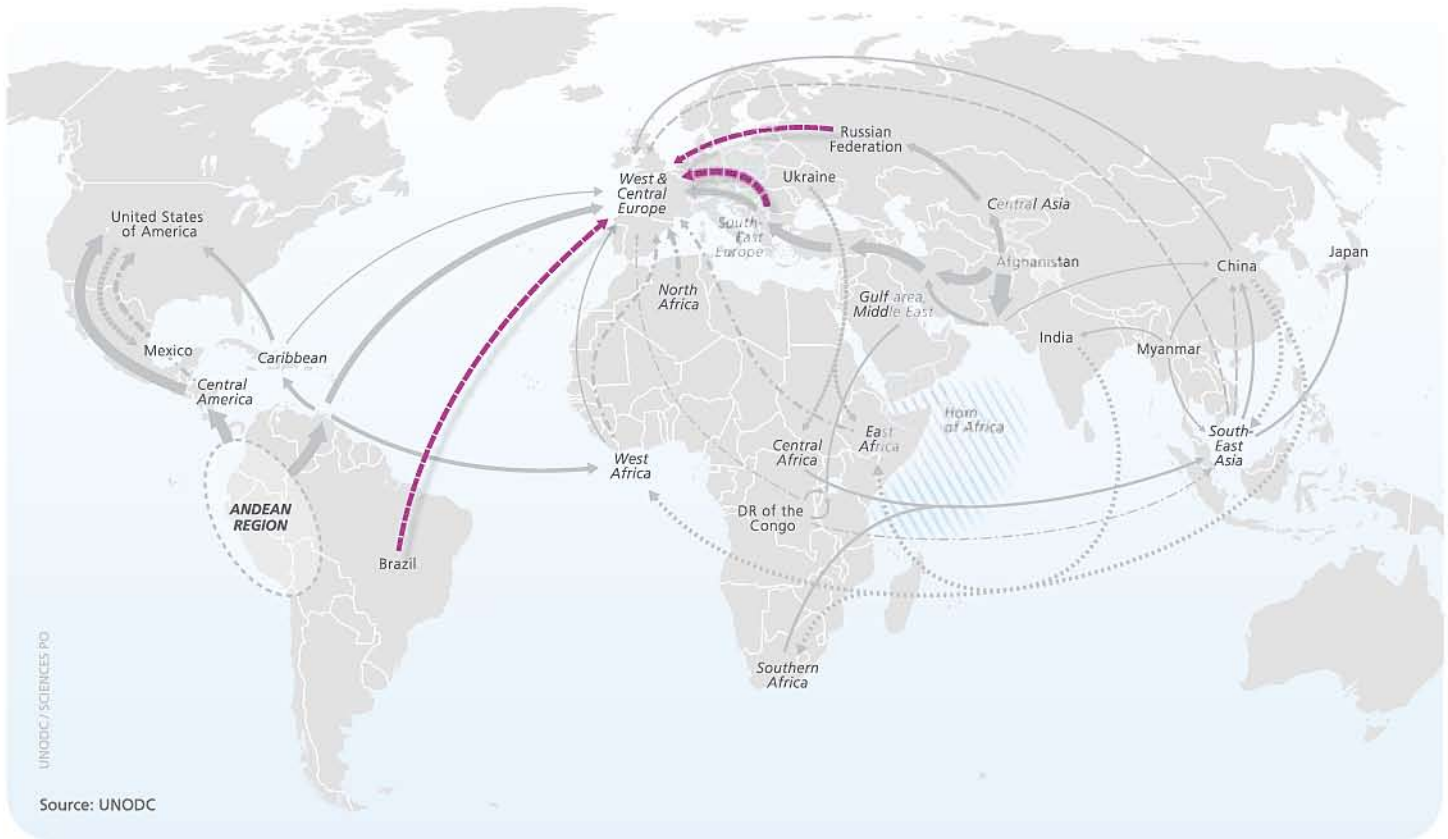 Russian
Federation
Ukraine
West &
Central
Europe
Central Asia
United States
of America
South-
East
Europe
Japan
Afghanistan
China
North
Africa
Gulf area,
Middle East
India
Myanmar
Mexico
Caribbean
Central
America
Horn
of Africa
East
Africa
South-
East
Asia
Central
Africa
West
Africa
ANDEAN
REGION
DR of the
Congo
Brazil
Southern
Africa
UNODC / SCIENCES PO
Source: UNODC